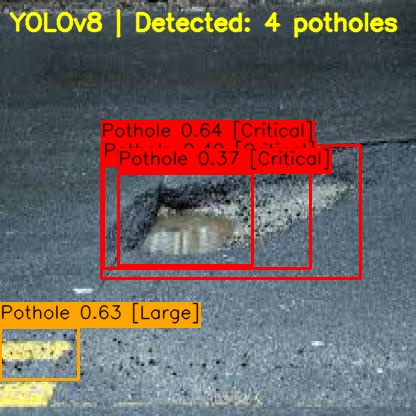 YOLOv8 | Detected: 4 potholes
Pothole 0.64 [Critical]
Pothole 0.37 [Critical]
Pothole 0.63 [Large]